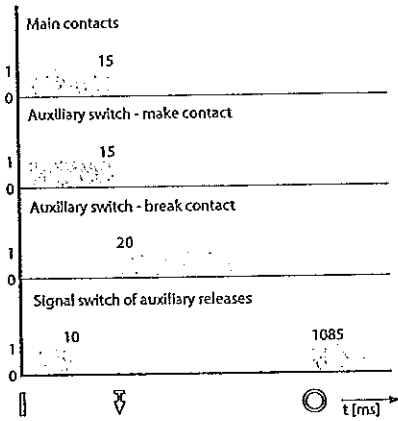 Main contacts
15
1
0
Auxiliary switch - make contact
15
1
0
Auxiliary switch - break contact
20
1
0
Signal switch of auxiliary releases
10
1085
1
0
t [ms]